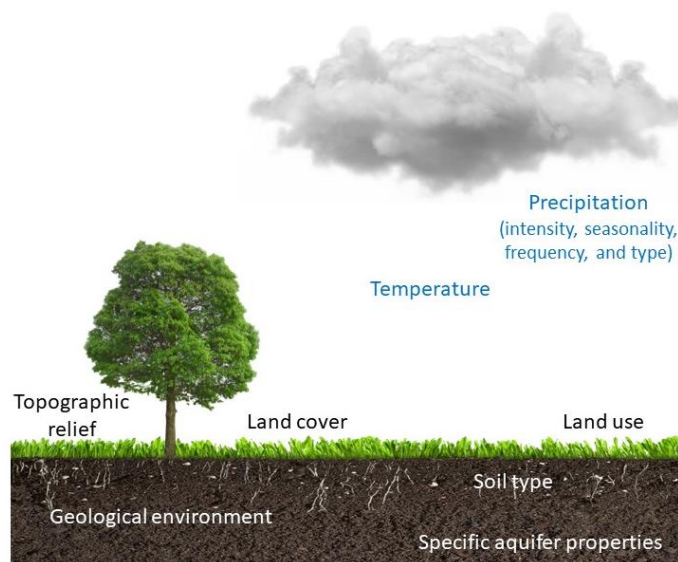 Precipitation
(intensity, seasonality,
frequency, and type)
Temperature
Topographic
relief
Land cover
Land use
Soil type
Geological environment
Specific aquifer properties